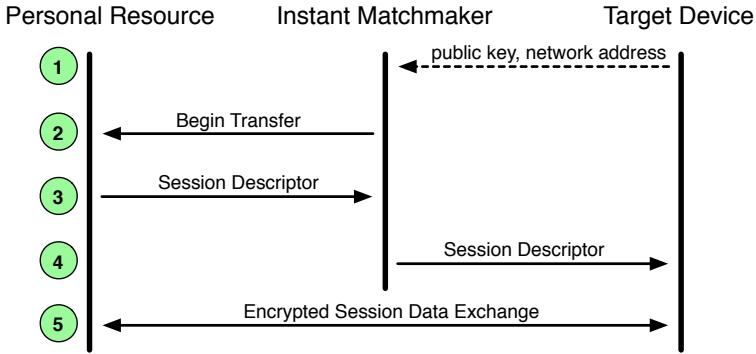 Personal Resource Instant Matchmaker Target Device
1 public key, network address
2 Begin Transfer
3 Session Descriptor
4 Session Descriptor
5 Encrypted Session Data Exchange